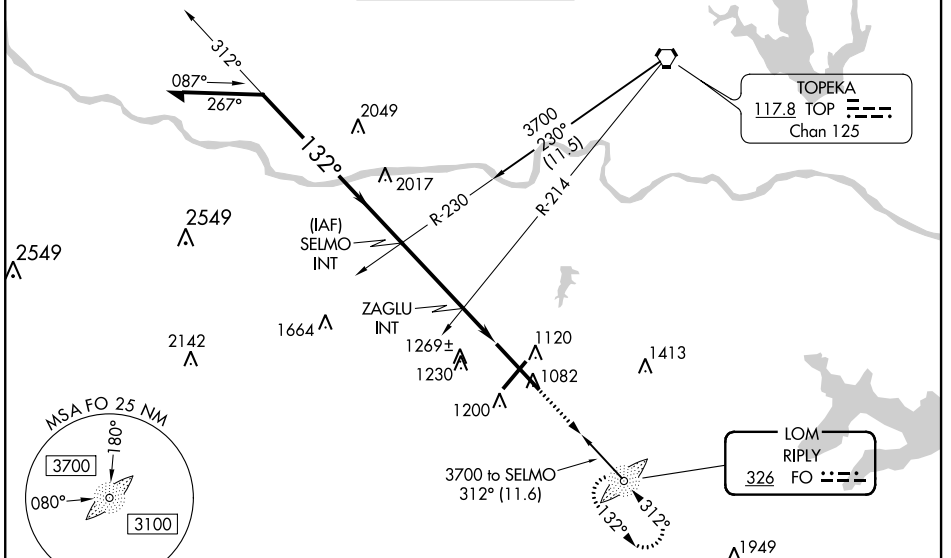 312°
087°
267°
2049
132°
2017
3700
230°
(11.5)
R-230
R-214
TOPEKA
117.8 TOP
Chan 125
2549
2549
(IAF)
SELMO
INT
ZAGLU
INT
1664
2142
1269±
1230
1120
1082
1200
1413
MSA FO 25 NM
180°
3700
080°
3100
3700 to SELMO
312° (11.6)
LOM
RIPLY
326 FO
132°
312°
1949